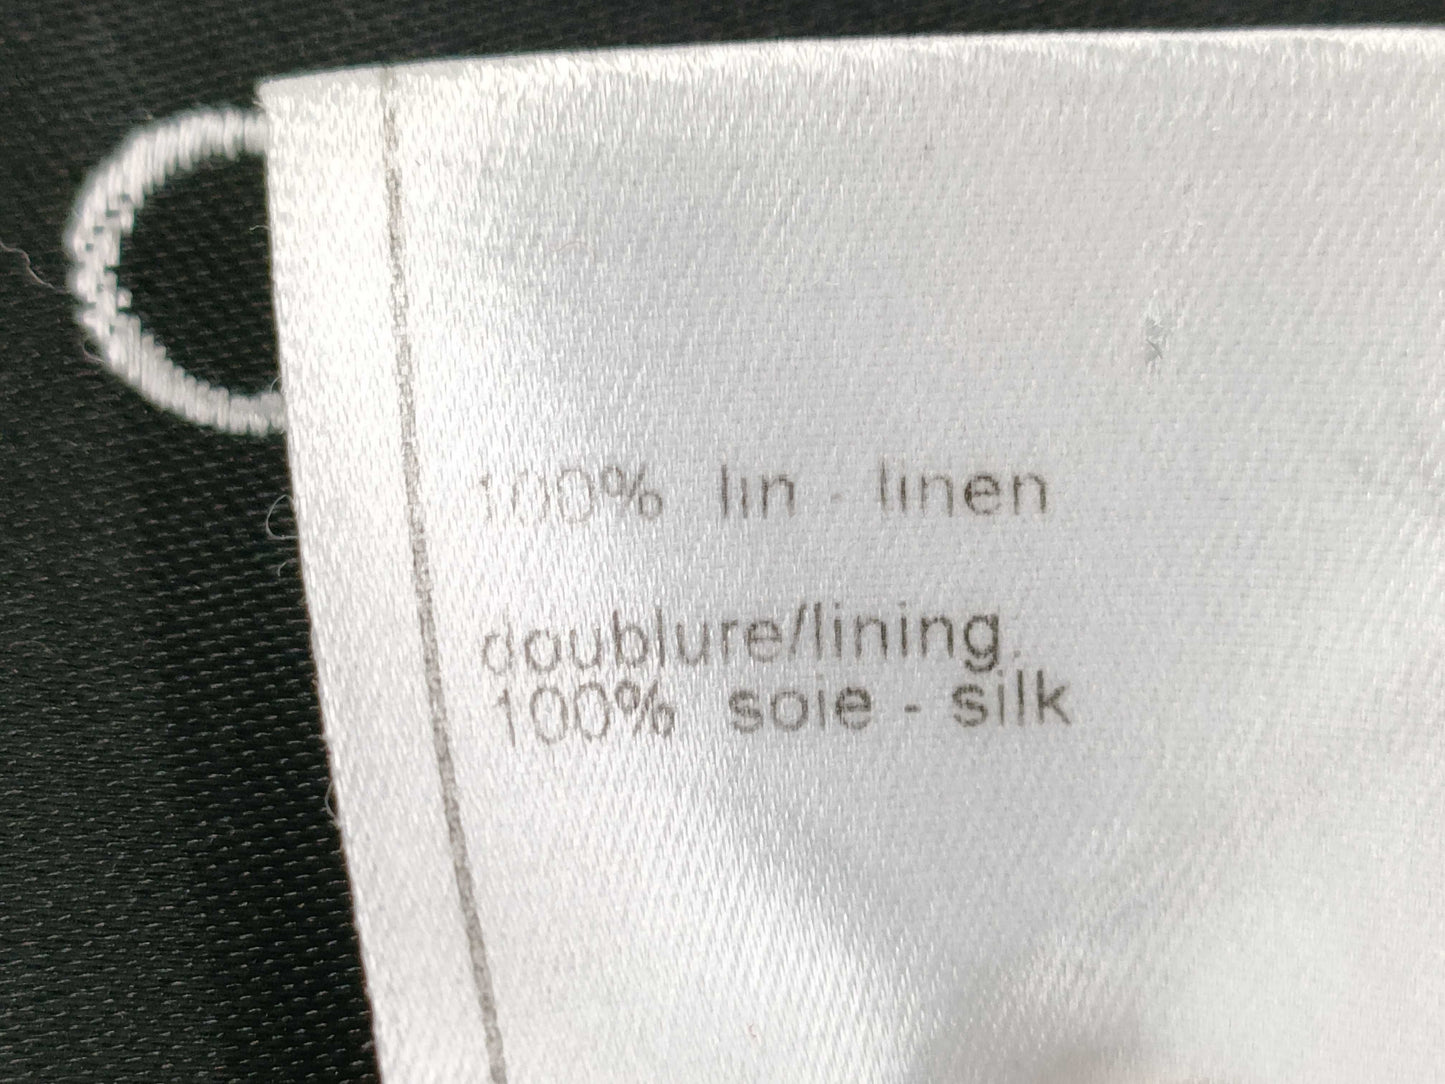 100% lin - linen
doublure/lining
100% soie - silk